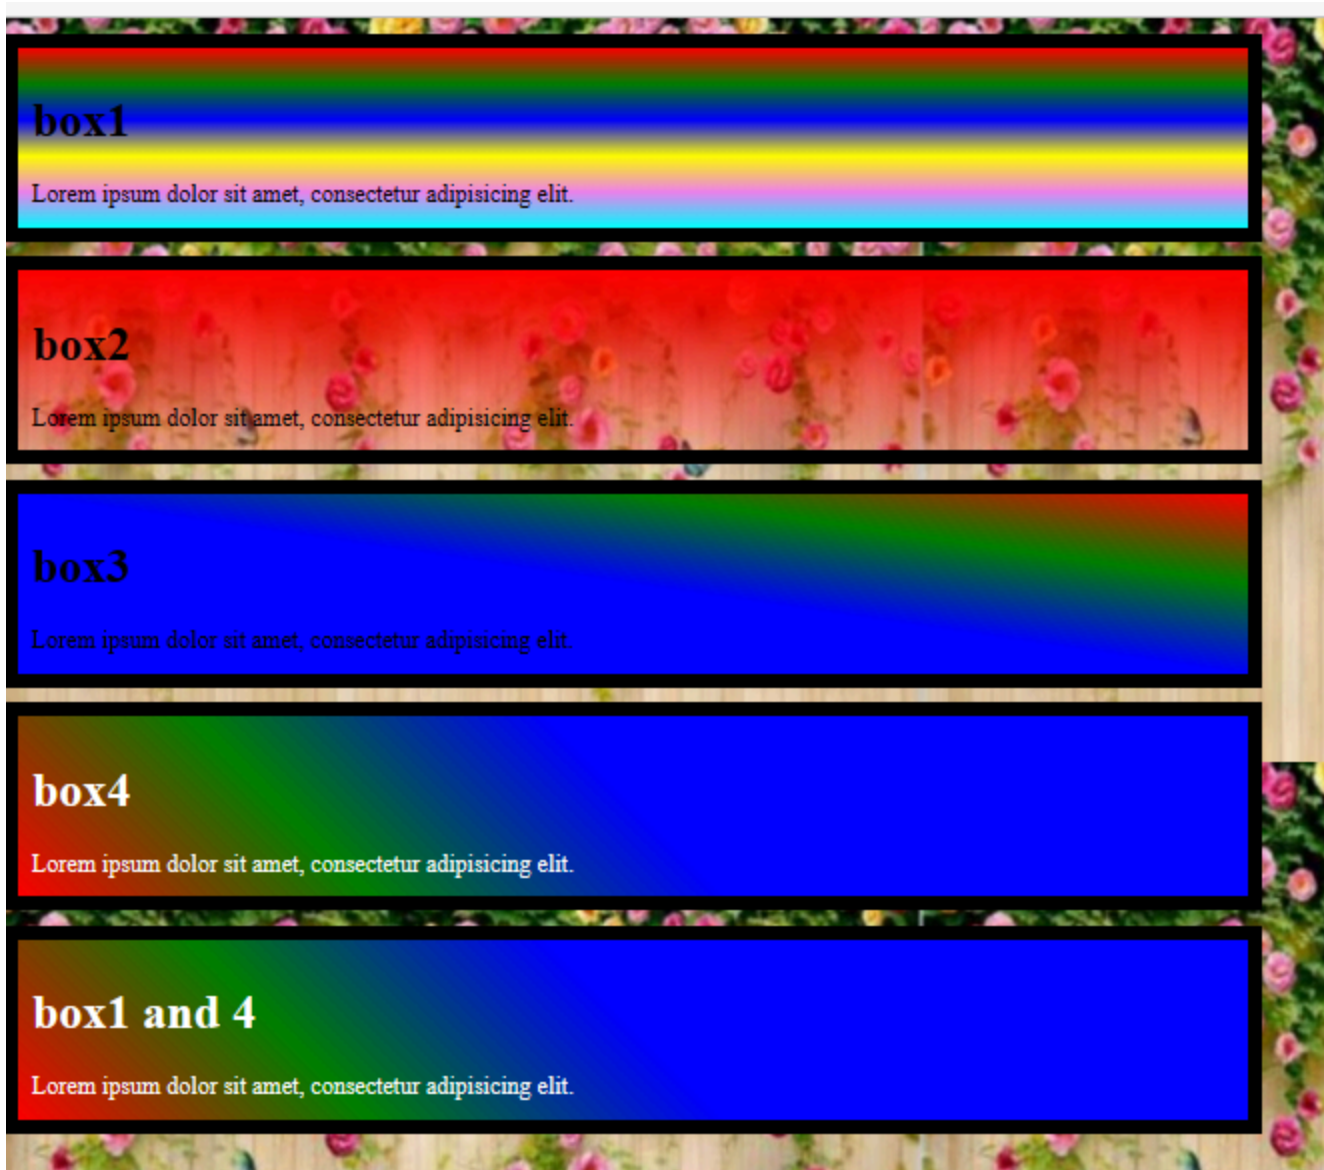 box1
Lorem ipsum dolor sit amet, consectetur adipisicing elit.
box2
Lorem ipsum dolor sit amet, consectetur adipisicing elit.
box3
Lorem ipsum dolor sit amet, consectetur adipisicing elit.
box4
Lorem ipsum dolor sit amet, consectetur adipisicing elit.
box1 and 4
Lorem ipsum dolor sit amet, consectetur adipisicing elit.